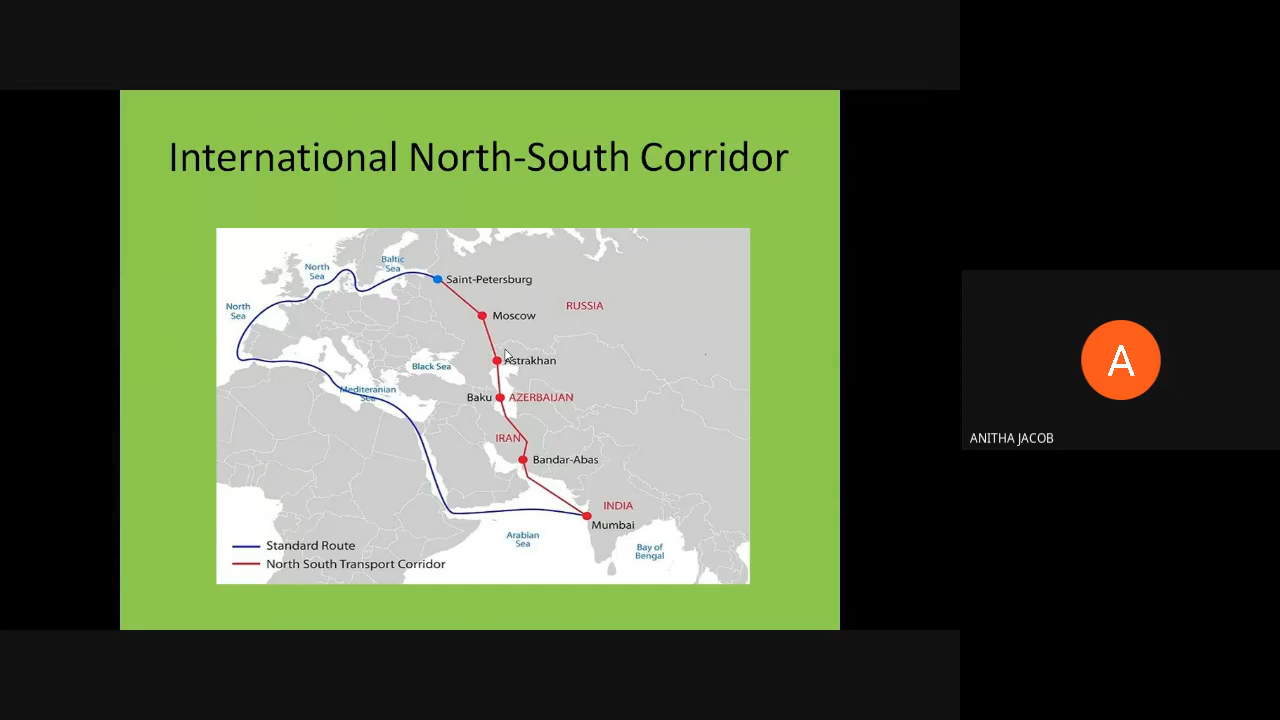 International North-South Corridor
Baltic
Sea
North
Sea
Saint-Petersburg
North
Sea
RUSSIA
Moscow
Astrakhan
Black Sea
Mediteranian
Sea
Baku
AZERBAIJAN
IRAN
Bandar-Abas
INDIA
Mumbai
Arabian
Sea
Bay of
Bengal
Standard Route
North South Transport Corridor
A
ANITHA JACOB